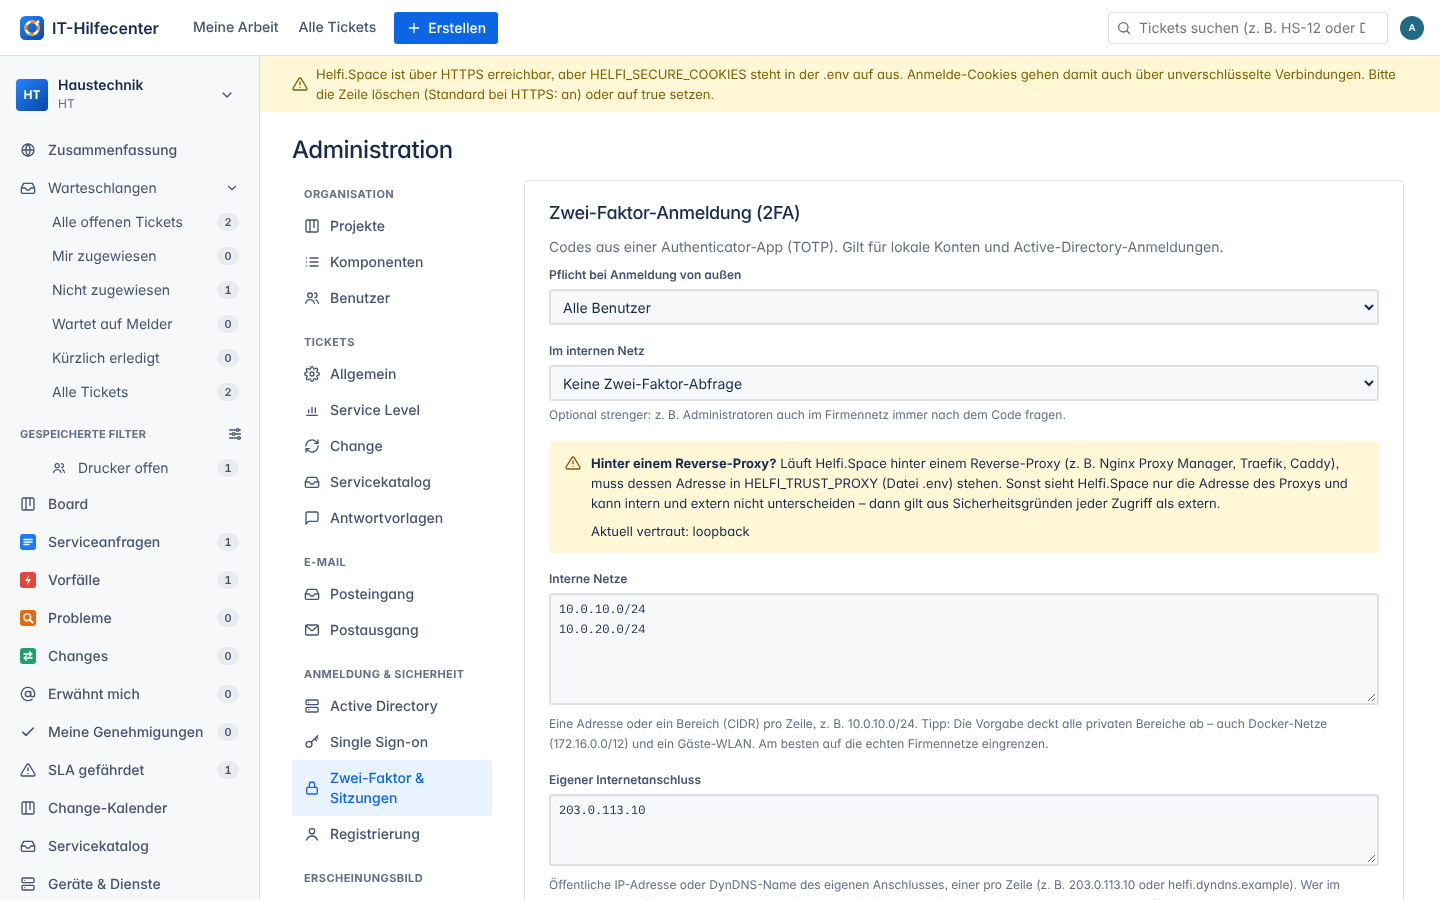 IT-Hilfecenter
Meine Arbeit
Alle Tickets
Erstellen
Tickets suchen (z. B. HS-12 oder D
A
HT
Haustechnik
HT
Zusammenfassung
Warteschlangen
Alle offenen Tickets 2
Mir zugewiesen 0
Nicht zugewiesen 1
Wartet auf Melder 0
Kürzlich erledigt 0
Alle Tickets 2
GESPEICHERTE FILTER
Drucker offen 1
Board
Serviceanfragen 1
Vorfälle 1
Probleme 0
Changes 0
Erwähnt mich 0
Meine Genehmigungen 0
SLA gefährdet 1
Change-Kalender
Servicekatalog
Geräte & Dienste
Helfi.Space ist über HTTPS erreichbar, aber HELFI_SECURE_COOKIES steht in der .env auf aus. Anmelde-Cookies gehen damit auch über unverschlüsselte Verbindungen. Bitte
die Zeile löschen (Standard bei HTTPS: an) oder auf true setzen.
Administration
ORGANISATION
Projekte
Komponenten
Benutzer
TICKETS
Allgemein
Service Level
Change
Servicekatalog
Antwortvorlagen
E-MAIL
Posteingang
Postausgang
ANMELDUNG & SICHERHEIT
Active Directory
Single Sign-on
Zwei-Faktor &
Sitzungen
Registrierung
ERSCHEINUNGSBILD
Zwei-Faktor-Anmeldung (2FA)
Codes aus einer Authenticator-App (TOTP). Gilt für lokale Konten und Active-Directory-Anmeldungen.
Pflicht bei Anmeldung von außen
Alle Benutzer
Im internen Netz
Keine Zwei-Faktor-Abfrage
Optional strenger: z. B. Administratoren auch im Firmennetz immer nach dem Code fragen.
Hinter einem Reverse-Proxy? Läuft Helfi.Space hinter einem Reverse-Proxy (z. B. Nginx Proxy Manager, Traefik, Caddy),
muss dessen Adresse in HELFI_TRUST_PROXY (Datei .env) stehen. Sonst sieht Helfi.Space nur die Adresse des Proxys und
kann intern und extern nicht unterscheiden – dann gilt aus Sicherheitsgründen jeder Zugriff als extern.
Aktuell vertraut: loopback
Interne Netze
10.0.10.0/24
10.0.20.0/24
Eine Adresse oder ein Bereich (CIDR) pro Zeile, z. B. 10.0.10.0/24. Tipp: Die Vorgabe deckt alle privaten Bereiche ab – auch Docker-Netze
(172.16.0.0/12) und ein Gäste-WLAN. Am besten auf die echten Firmennetze eingrenzen.
Eigener Internetanschluss
203.0.113.10
Öffentliche IP-Adresse oder DynDNS-Name des eigenen Anschlusses, einer pro Zeile (z. B. 203.0.113.10 oder helfi.dyndns.example). Wer im